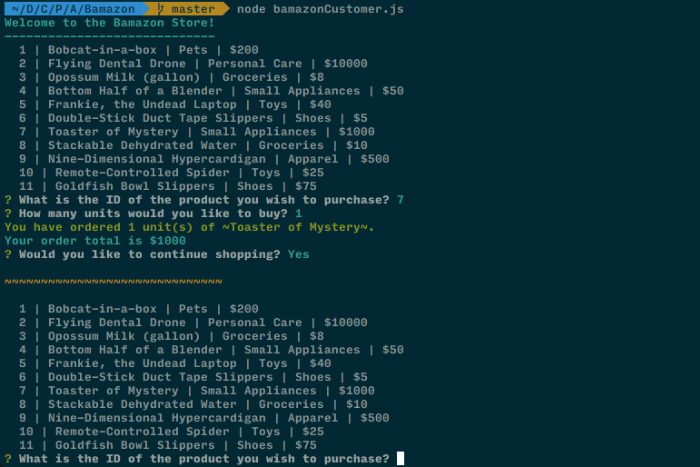 ~/D/C/P/A/Bamazon master node bamazonCustomer.js
Welcome to the Bamazon Store!
-----------------------------
1 | Bobcat-in-a-box | Pets | $200
2 | Flying Dental Drone | Personal Care | $10000
3 | Opossum Milk (gallon) | Groceries | $8
4 | Bottom Half of a Blender | Small Appliances | $50
5 | Frankie, the Undead Laptop | Toys | $40
6 | Double-Stick Duct Tape Slippers | Shoes | $5
7 | Toaster of Mystery | Small Appliances | $1000
8 | Stackable Dehydrated Water | Groceries | $10
9 | Nine-Dimensional Hypercardigan | Apparel | $500
10 | Remote-Controlled Spider | Toys | $25
11 | Goldfish Bowl Slippers | Shoes | $75
? What is the ID of the product you wish to purchase? 7
? How many units would you like to buy? 1
You have ordered 1 unit(s) of ~Toaster of Mystery~.
Your order total is $1000
? Would you like to continue shopping? Yes
~~~~~~~~~~~~~~~~~~~~~~~~~~~~~~
1 | Bobcat-in-a-box | Pets | $200
2 | Flying Dental Drone | Personal Care | $10000
3 | Opossum Milk (gallon) | Groceries | $8
4 | Bottom Half of a Blender | Small Appliances | $50
5 | Frankie, the Undead Laptop | Toys | $40
6 | Double-Stick Duct Tape Slippers | Shoes | $5
7 | Toaster of Mystery | Small Appliances | $1000
8 | Stackable Dehydrated Water | Groceries | $10
9 | Nine-Dimensional Hypercardigan | Apparel | $500
10 | Remote-Controlled Spider | Toys | $25
11 | Goldfish Bowl Slippers | Shoes | $75
? What is the ID of the product you wish to purchase?